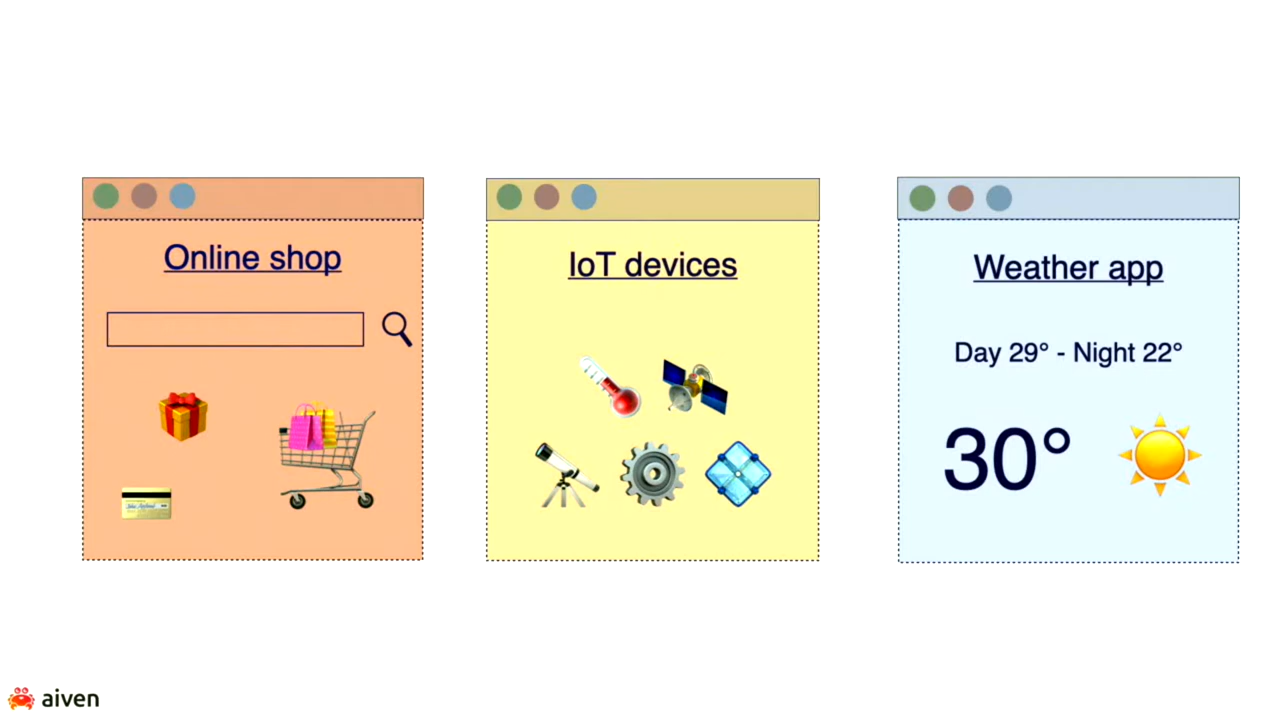 Online shop
IoT devices
Weather app
Day 29° - Night 22°
30°
aiven